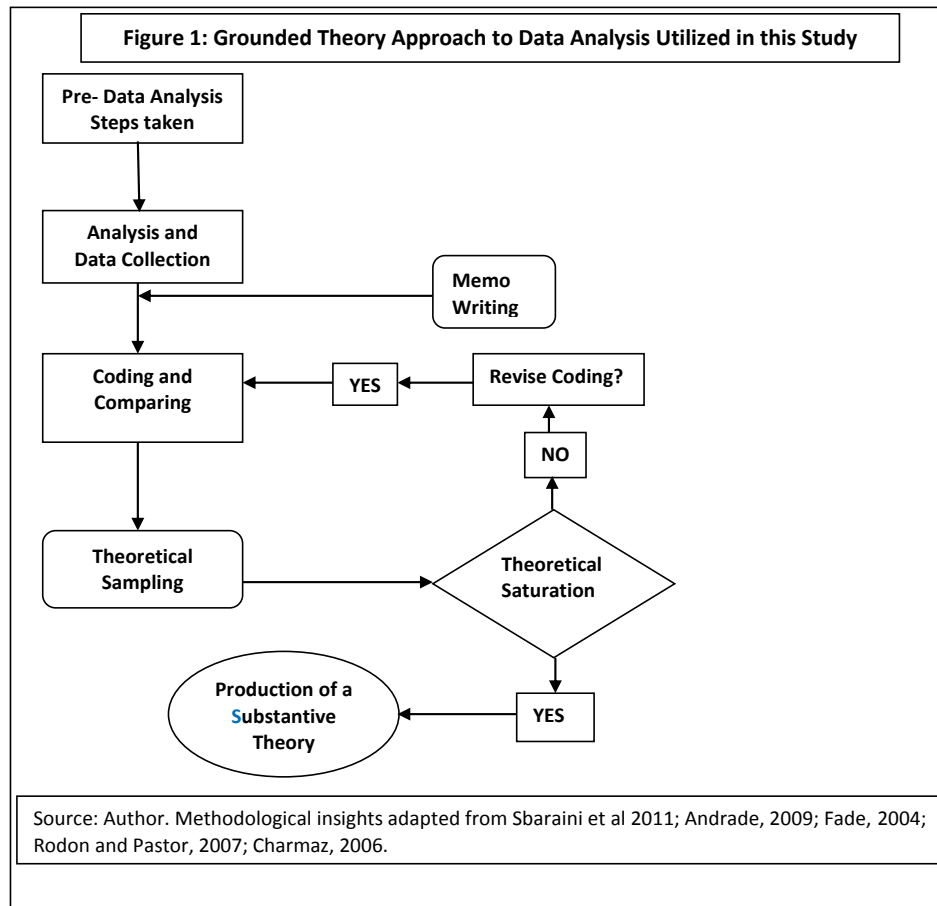 Figure 1: Grounded Theory Approach to Data Analysis Utilized in this Study
Pre- Data Analysis
Steps taken
Analysis and
Data Collection
Memo
Writing
Coding and
Comparing
YES
Revise Coding?
NO
Theoretical
Sampling
Theoretical
Saturation
Production of a
Substantive
Theory
YES
Source: Author. Methodological insights adapted from Sbaraini et al 2011; Andrade, 2009; Fade, 2004;
Rodon and Pastor, 2007; Charmaz, 2006.